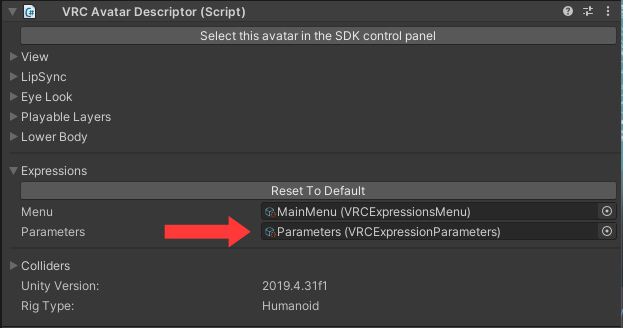 VRC Avatar Descriptor (Script)
Select this avatar in the SDK control panel
View
LipSync
Eye Look
Playable Layers
Lower Body
Expressions
Reset To Default
Menu MainMenu (VRCExpressionsMenu)
Parameters Parameters (VRCExpressionParameters)
Colliders
Unity Version: 2019.4.31f1
Rig Type: Humanoid